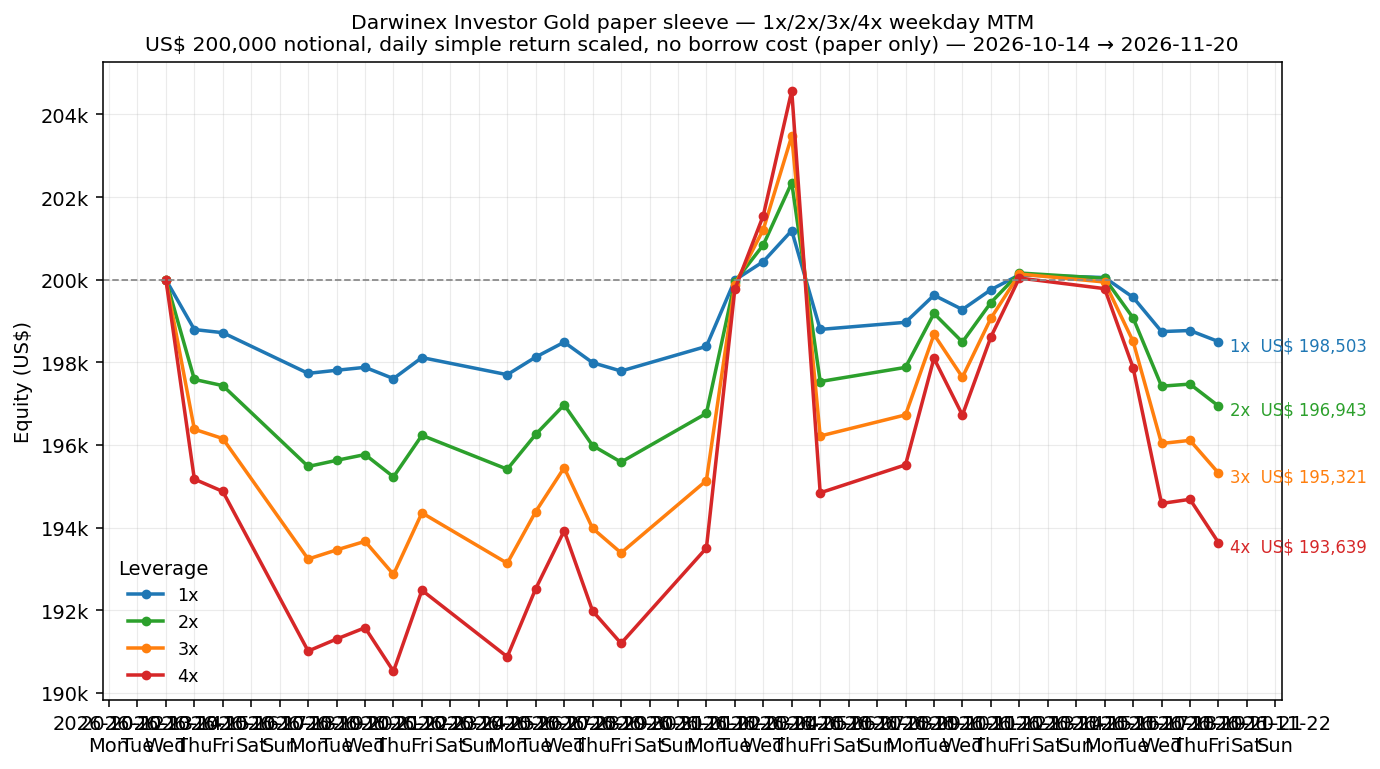 Darwinex Investor Gold paper sleeve — 1x/2x/3x/4x weekday MTM
US$ 200,000 notional, daily simple return scaled, no borrow cost (paper only) — 2026-10-14 → 2026-11-20
Equity (US$)
204k
202k
200k
198k
196k
194k
192k
190k
1x US$ 198,503
2x US$ 196,943
3x US$ 195,321
4x US$ 193,639
Leverage
1x
2x
3x
4x
Mon Tue Wed Thu Fri Sat Sun Mon Tue Wed Thu Fri Sat Sun Mon Tue Wed Thu Fri Sat Sun Mon Tue Wed Thu Fri Sat Sun Mon Tue Wed Thu Fri Sat Sun Mon Tue Wed Thu Fri Sat Sun